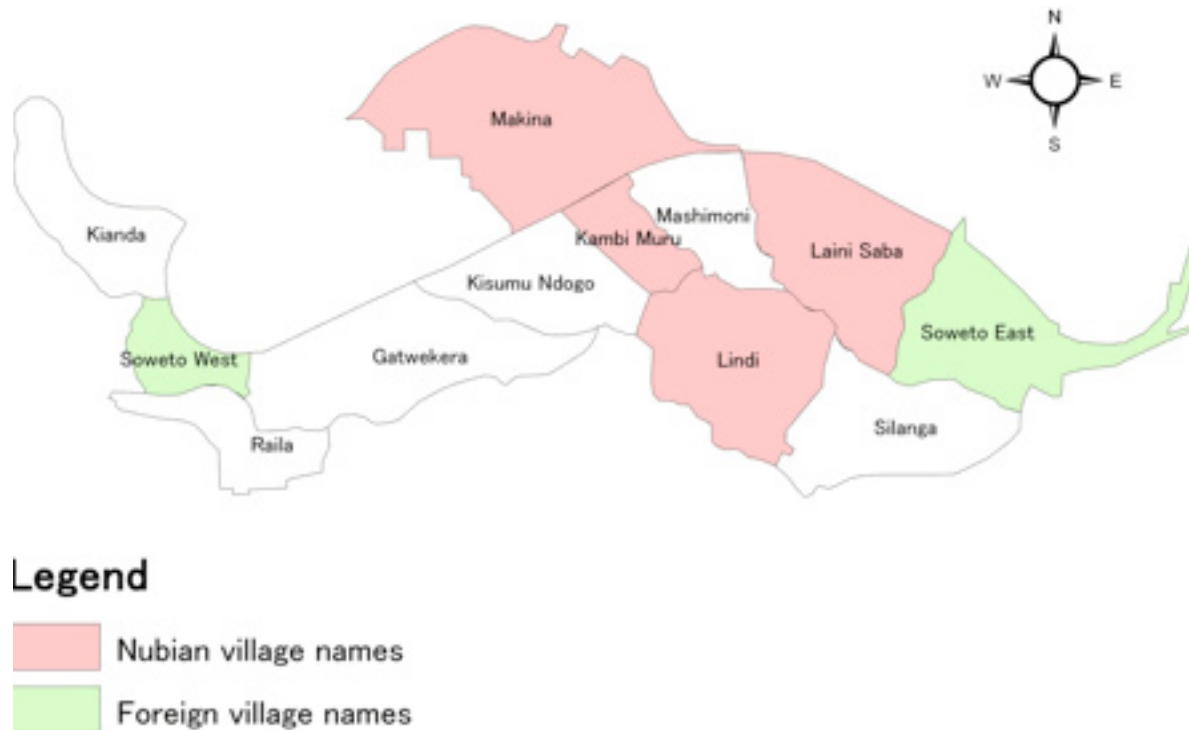 N
Makina
W E
S
Mashimoni
Kianda
Kambi Muru
Laini Saba
Kisumu Ndogo
Soweto East
Soweto West
Gatwekera
Lindi
Silanga
Raila
Legend
Nubian village names
Foreign village names